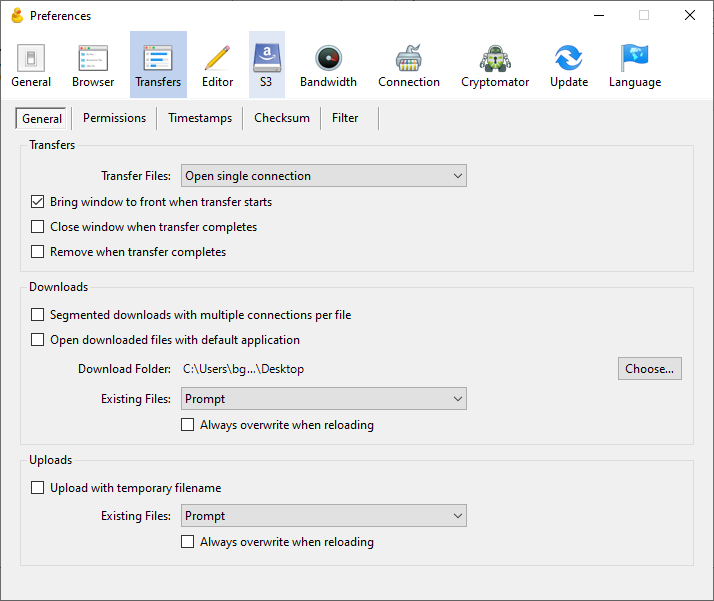 Preferences
General Browser Transfers Editor S3 Bandwidth Connection Cryptomator Update Language
General Permissions Timestamps Checksum Filter
Transfers
Transfer Files: Open single connection
Bring window to front when transfer starts
Close window when transfer completes
Remove when transfer completes
Downloads
Segmented downloads with multiple connections per file
Open downloaded files with default application
Download Folder: C:\Users\bg...\Desktop Choose...
Existing Files: Prompt
Always overwrite when reloading
Uploads
Upload with temporary filename
Existing Files: Prompt
Always overwrite when reloading